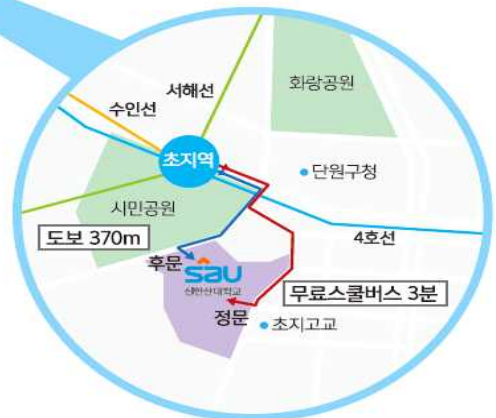 서해선
화랑공원
수인선
초지역
단원구청
시민공원
도보 370m
4호선
후문
sau
신안산대학교
무료스쿨버스 3분
정문
초지고교